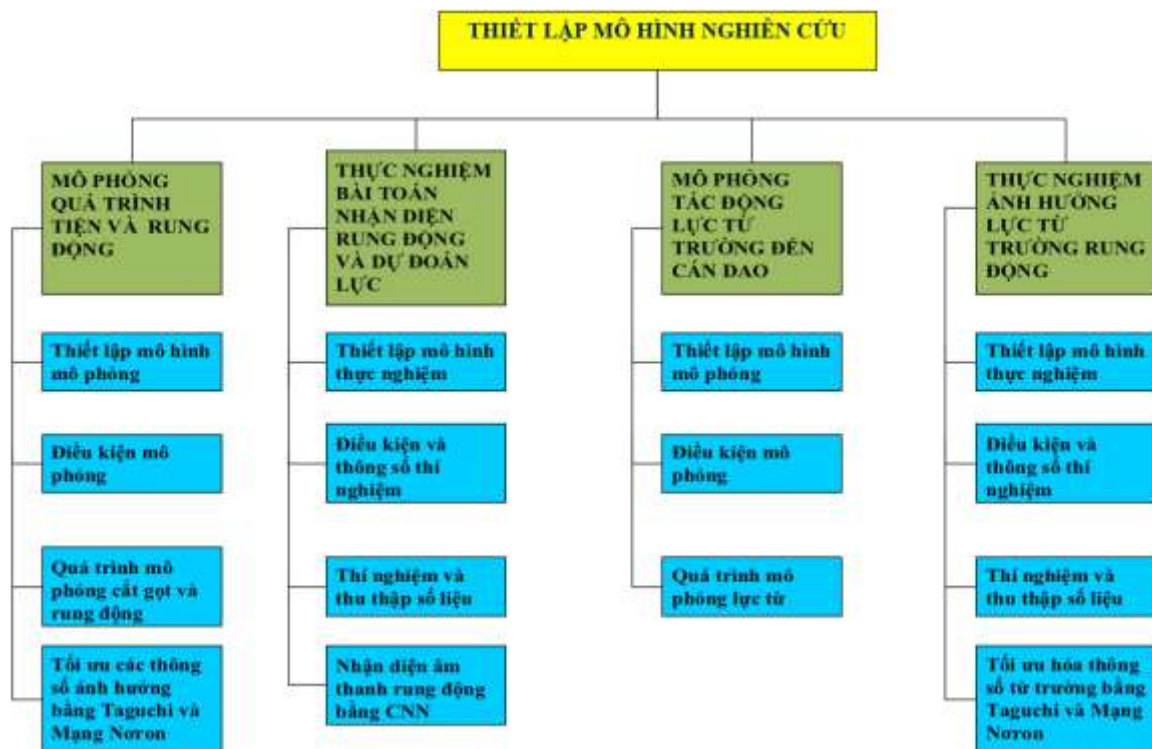 THIẾT LẬP MÔ HÌNH NGHIÊN CỨU
MÔ PHỎNG
QUÁ TRÌNH
TIỆN VÀ RUNG
ĐỘNG
Thiết lập mô hình
mô phỏng
Điều kiện mô
phỏng
Quá trình mô
phỏng cắt gọt và
rung động
Tối ưu các thông
số ảnh hưởng
bằng Taguchi và
Mạng Nơron
THỰC NGHIỆM
BÀI TOÁN
NHẬN DIỆN
RUNG ĐỘNG
VÀ DỰ ĐOÁN
LỰC
Thiết lập mô hình
thực nghiệm
Điều kiện và
thông số thí
nghiệm
Thí nghiệm và
thu thập số liệu
Nhận diện âm
thanh rung động
bằng CNN
MÔ PHỎNG
TÁC ĐỘNG
LỰC TỪ
TRƯỜNG ĐẾN
CÁN DAO
Thiết lập mô hình
mô phỏng
Điều kiện mô
phỏng
Quá trình mô
phỏng lực từ
THỰC NGHIỆM
ẢNH HƯỞNG
LỰC TỪ
TRƯỜNG RUNG
ĐỘNG
Thiết lập mô hình
thực nghiệm
Điều kiện và
thông số thí
nghiệm
Thí nghiệm và
thu thập số liệu
Tối ưu hóa thông
số từ trường bằng
Taguchi và Mạng
Nơron